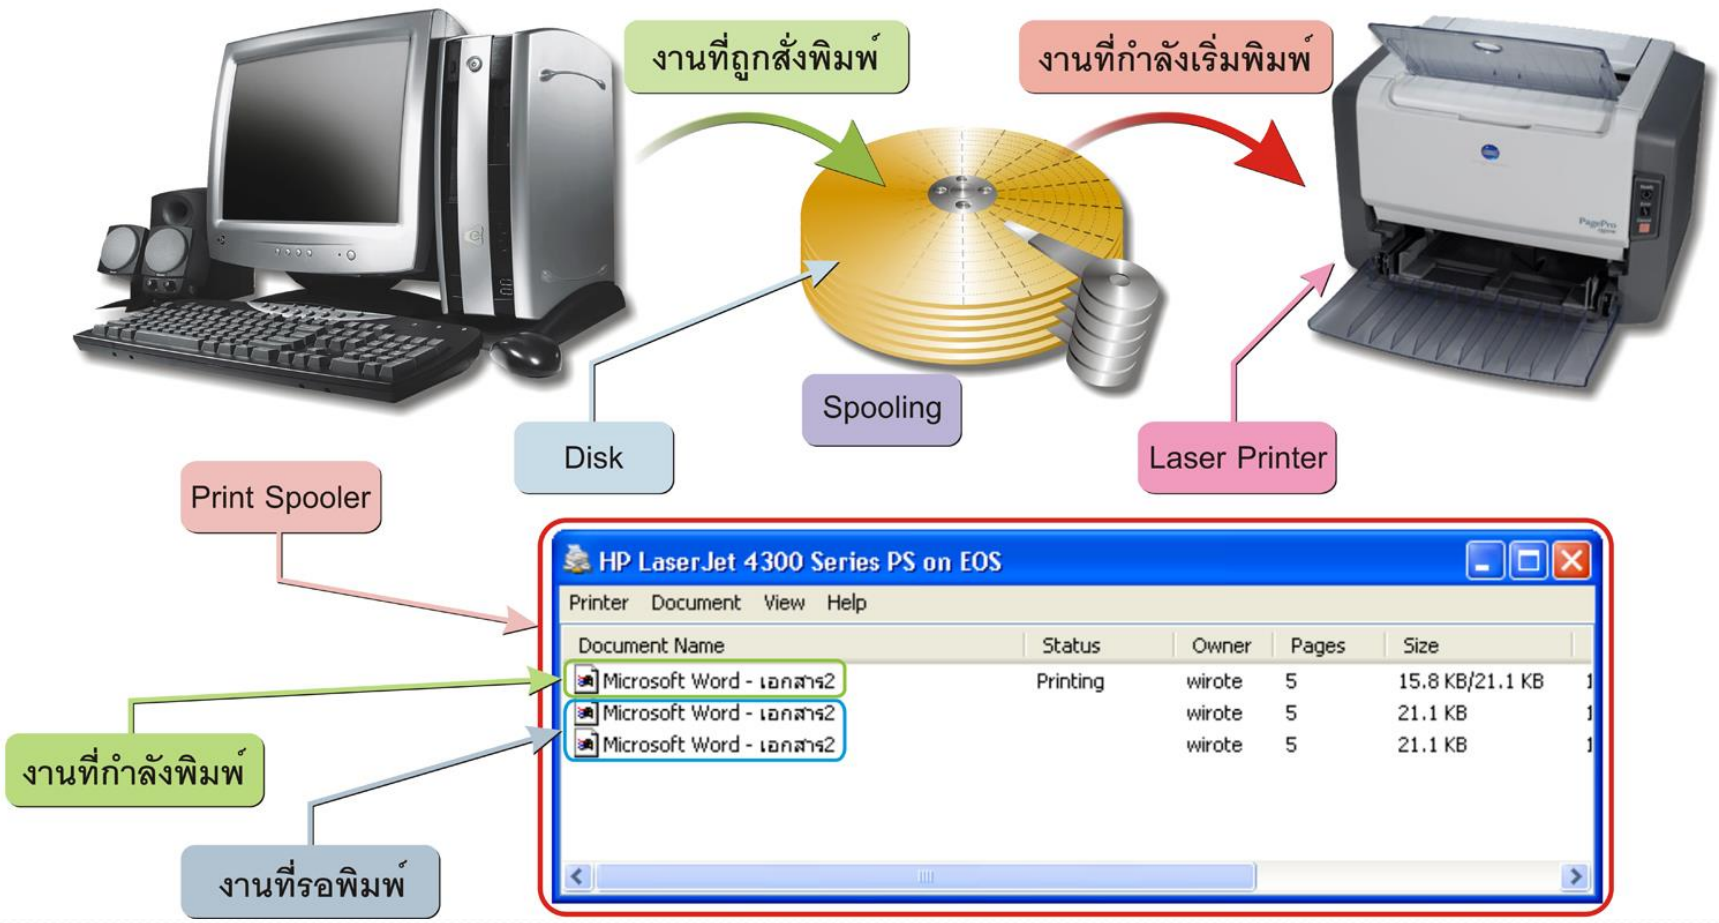 งานที่ถูกสั่งพิมพ์
งานที่กำลังเริ่มพิมพ์
PagePro
Spooling
Disk
Laser Printer
Print Spooler
HP LaserJet 4300 Series PS on EOS
Printer Document View Help
Document Name Status Owner Pages Size
Microsoft Word - เอกสาร2 Printing wirote 5 15.8 KB/21.1 KB 1
Microsoft Word - เอกสาร2 wirote 5 21.1 KB 1
Microsoft Word - เอกสาร2 wirote 5 21.1 KB 1
งานที่กำลังพิมพ์
งานที่รอพิมพ์